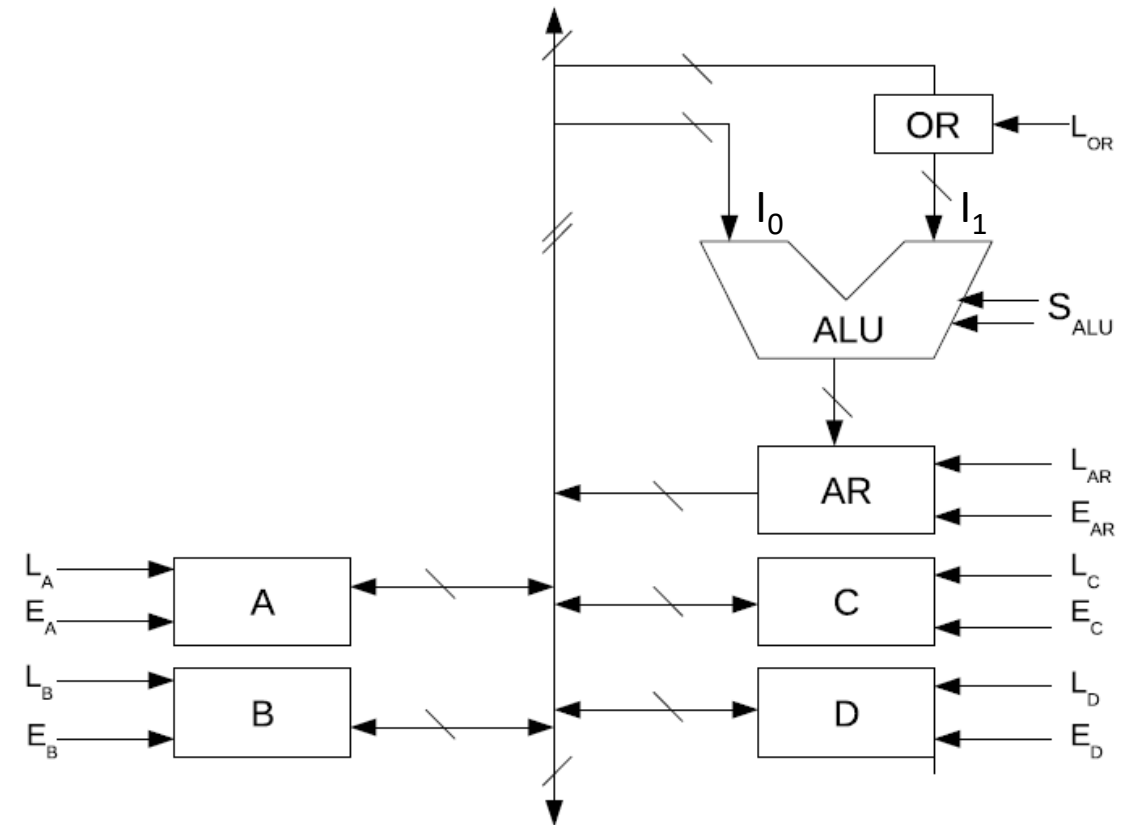 OR
L_OR
I_0
I_1
ALU
S_ALU
AR
L_AR
E_AR
L_A
E_A
A
C
L_C
E_C
L_B
E_B
B
D
L_D
E_D